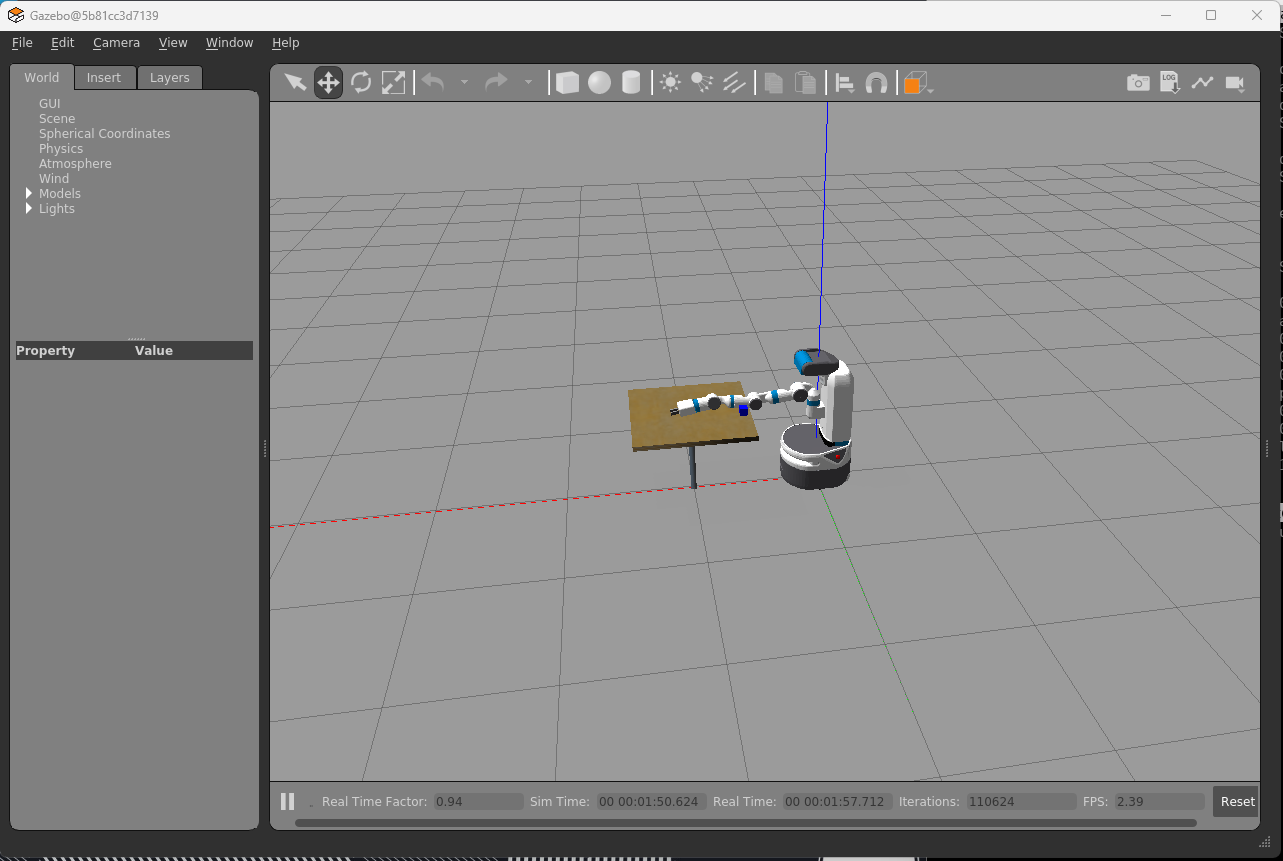 Gazebo@5b81cc3d7139
File Edit Camera View Window Help
World Insert Layers
LOG
GUI
Scene
Spherical Coordinates
Physics
Atmosphere
Wind
Models
Lights
Property Value
Real Time Factor: 0.94 Sim Time: 00 00:01:50.624 Real Time: 00 00:01:57.712 Iterations: 110624 FPS: 2.39 Reset